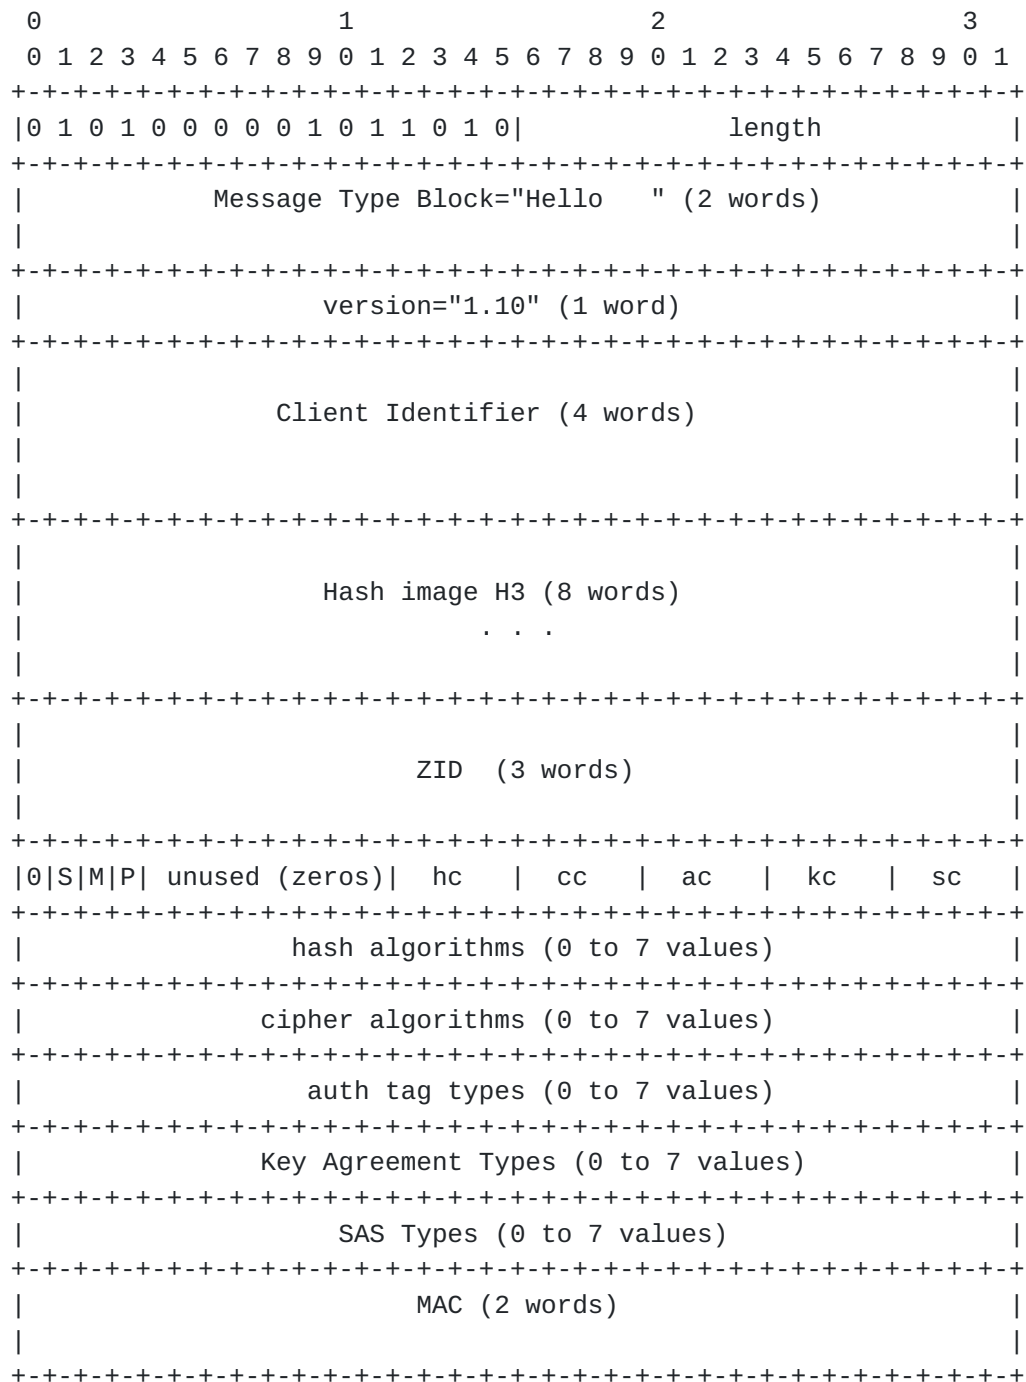 0                   1                   2                   3
 0 1 2 3 4 5 6 7 8 9 0 1 2 3 4 5 6 7 8 9 0 1 2 3 4 5 6 7 8 9 0 1
+-+-+-+-+-+-+-+-+-+-+-+-+-+-+-+-+-+-+-+-+-+-+-+-+-+-+-+-+-+-+-+-+
|0 1 0 1 0 0 0 0 0 1 0 1 1 0 1 0|             length            |
+-+-+-+-+-+-+-+-+-+-+-+-+-+-+-+-+-+-+-+-+-+-+-+-+-+-+-+-+-+-+-+-+
|            Message Type Block="Hello   " (2 words)            |
|                                                               |
+-+-+-+-+-+-+-+-+-+-+-+-+-+-+-+-+-+-+-+-+-+-+-+-+-+-+-+-+-+-+-+-+
|                   version="1.10" (1 word)                     |
+-+-+-+-+-+-+-+-+-+-+-+-+-+-+-+-+-+-+-+-+-+-+-+-+-+-+-+-+-+-+-+-+
|                                                               |
|                Client Identifier (4 words)                    |
|                                                               |
|                                                               |
+-+-+-+-+-+-+-+-+-+-+-+-+-+-+-+-+-+-+-+-+-+-+-+-+-+-+-+-+-+-+-+-+
|                                                               |
|                   Hash image H3 (8 words)                     |
|                             . . .                             |
|                                                               |
+-+-+-+-+-+-+-+-+-+-+-+-+-+-+-+-+-+-+-+-+-+-+-+-+-+-+-+-+-+-+-+-+
|                                                               |
|                         ZID  (3 words)                        |
|                                                               |
+-+-+-+-+-+-+-+-+-+-+-+-+-+-+-+-+-+-+-+-+-+-+-+-+-+-+-+-+-+-+-+-+
|0|S|M|P| unused (zeros)|  hc   |  cc   |  ac   |  kc   |  sc   |
+-+-+-+-+-+-+-+-+-+-+-+-+-+-+-+-+-+-+-+-+-+-+-+-+-+-+-+-+-+-+-+-+
|                 hash algorithms (0 to 7 values)               |
+-+-+-+-+-+-+-+-+-+-+-+-+-+-+-+-+-+-+-+-+-+-+-+-+-+-+-+-+-+-+-+-+
|               cipher algorithms (0 to 7 values)               |
+-+-+-+-+-+-+-+-+-+-+-+-+-+-+-+-+-+-+-+-+-+-+-+-+-+-+-+-+-+-+-+-+
|                  auth tag types (0 to 7 values)               |
+-+-+-+-+-+-+-+-+-+-+-+-+-+-+-+-+-+-+-+-+-+-+-+-+-+-+-+-+-+-+-+-+
|               Key Agreement Types (0 to 7 values)             |
+-+-+-+-+-+-+-+-+-+-+-+-+-+-+-+-+-+-+-+-+-+-+-+-+-+-+-+-+-+-+-+-+
|                    SAS Types (0 to 7 values)                  |
+-+-+-+-+-+-+-+-+-+-+-+-+-+-+-+-+-+-+-+-+-+-+-+-+-+-+-+-+-+-+-+-+
|                         MAC (2 words)                         |
|                                                               |
+-+-+-+-+-+-+-+-+-+-+-+-+-+-+-+-+-+-+-+-+-+-+-+-+-+-+-+-+-+-+-+-+